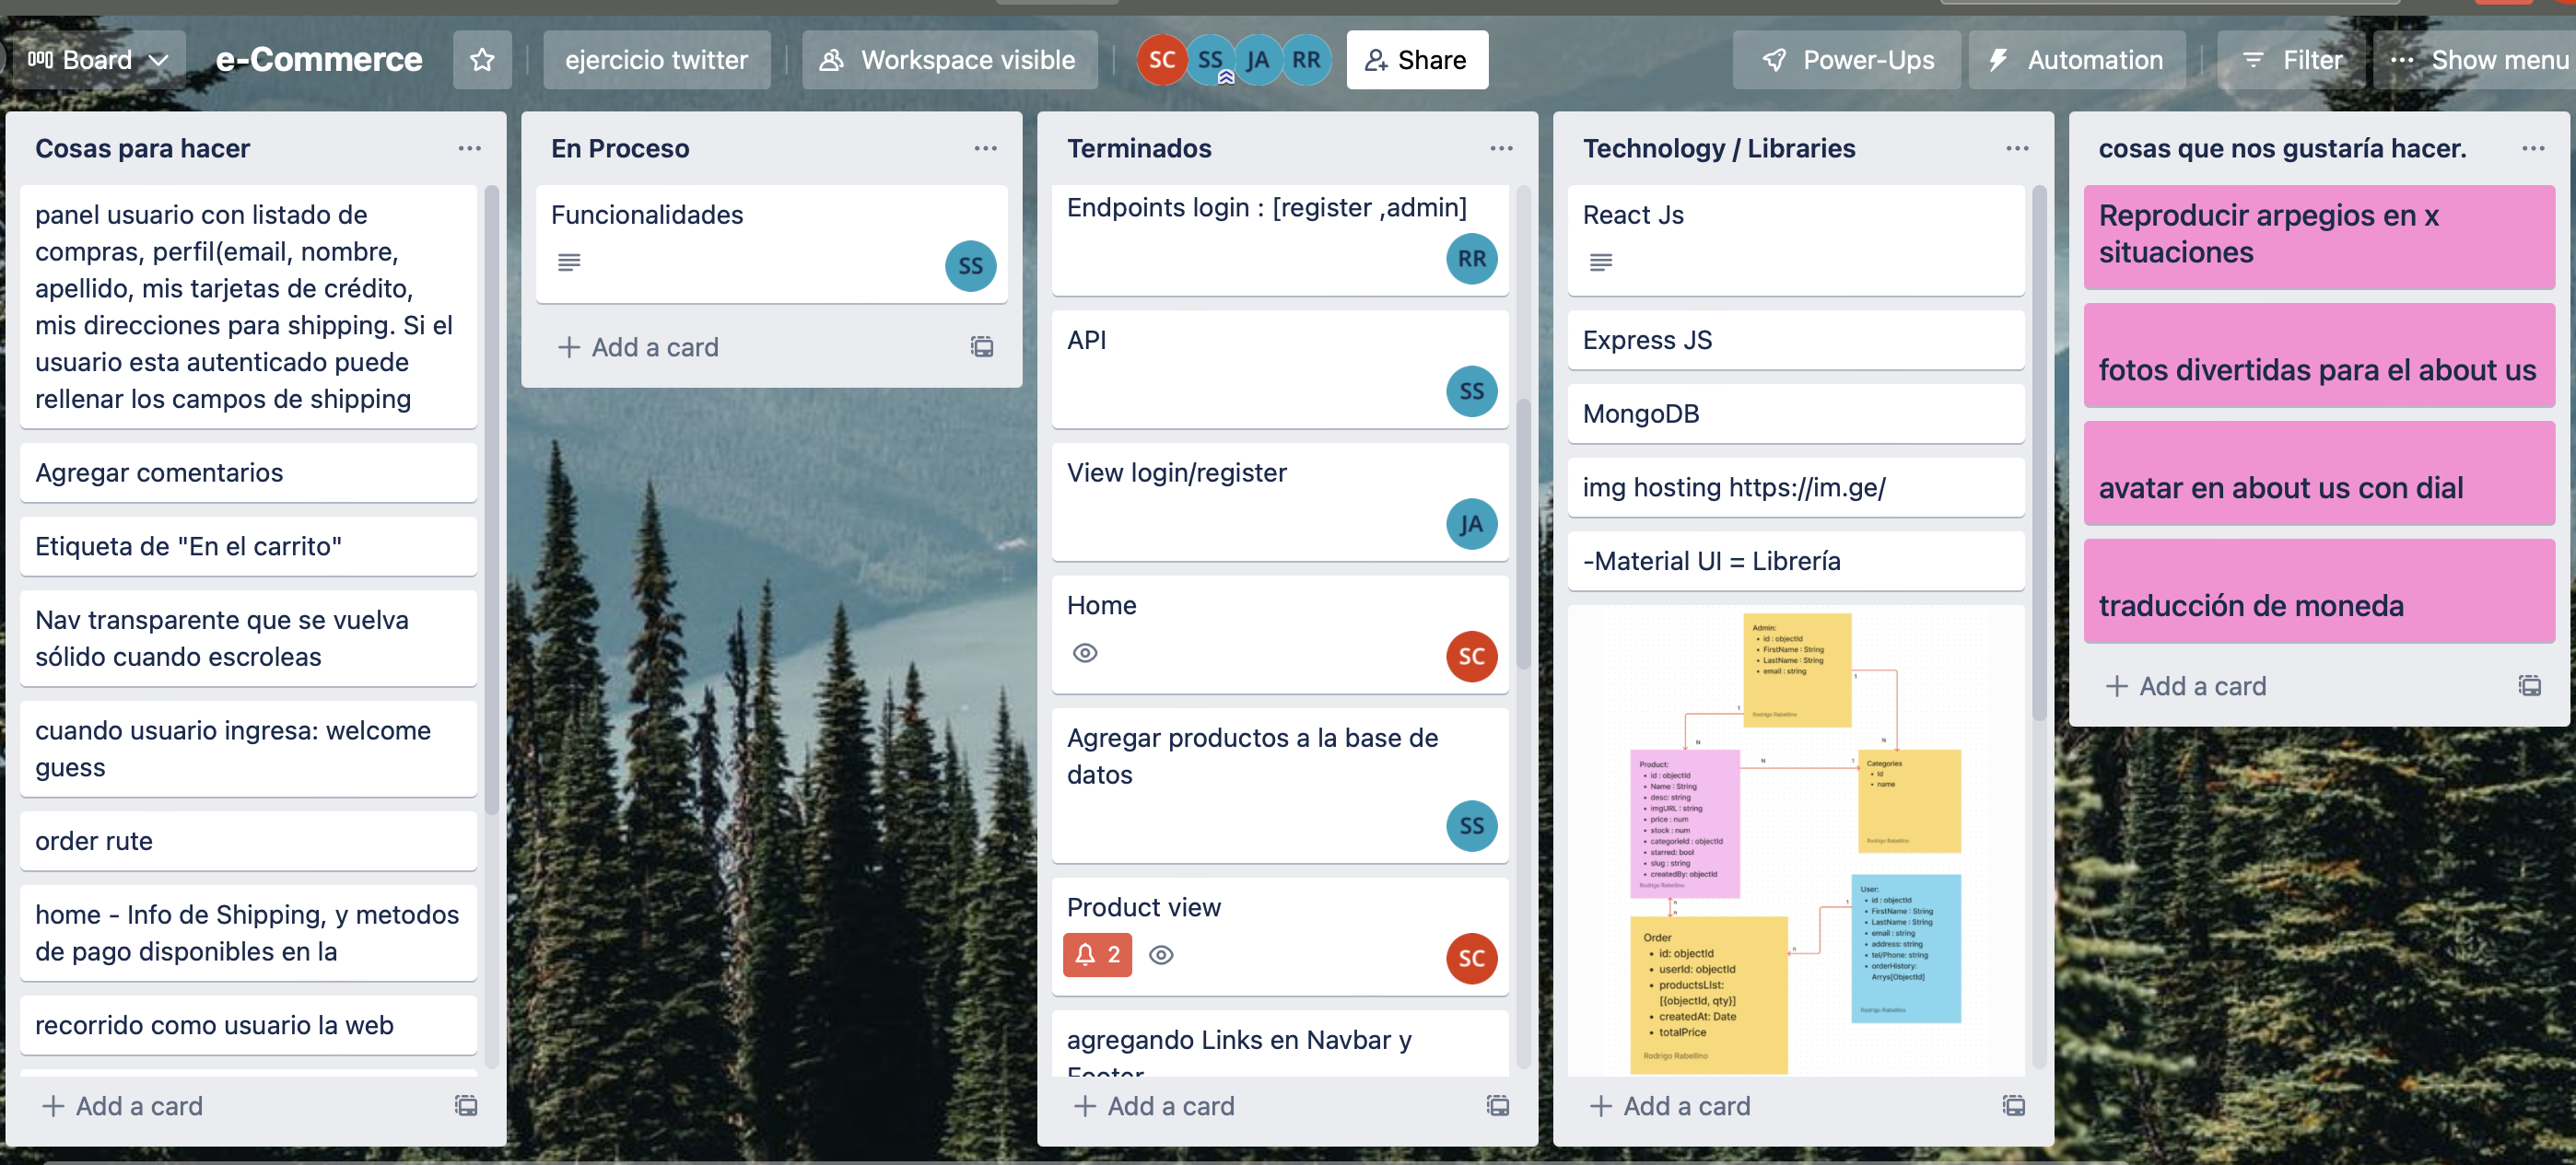 Board
e-Commerce
ejercicio twitter
Workspace visible
SC
SS
JA
RR
Share
Power-Ups
Automation
Filter
Show menu
Cosas para hacer
panel usuario con listado de
compras, perfil(email, nombre,
apellido, mis tarjetas de crédito,
mis direcciones para shipping. Si el
usuario esta autenticado puede
rellenar los campos de shipping
Agregar comentarios
Etiqueta de "En el carrito"
Nav transparente que se vuelva
sólido cuando escroleas
cuando usuario ingresa: welcome
guess
order rute
home - Info de Shipping, y metodos
de pago disponibles en la
recorrido como usuario la web
Add a card
En Proceso
Funcionalidades
SS
Add a card
Terminados
Endpoints login : [register ,admin]
RR
API
SS
View login/register
JA
Home
SC
Agregar productos a la base de
datos
SS
Product view
2
SC
agregando Links en Navbar y
Footer
Add a card
Technology / Libraries
React Js
Express JS
MongoDB
img hosting https://im.ge/
-Material UI = Librería
Admin:
• id : objectId
• FirstName : String
• LastName : String
• email : string
Rodrigo Rabellino
1
1
N
N
Product:
• id : objectId
• Name : String
• desc: string
• imgURL : string
• price : num
• stock : num
• categorieId : objectId
• starred: bool
• slug : string
• createdBy: objectId
Rodrigo Rabellino
N
1
Categories
• Id
• name
Rodrigo Rabellino
n
n
Order
• id: objectId
• userId: objectId
• productsLIst:
[{objectId, qty}]
• createdAt: Date
• totalPrice
Rodrigo Rabellino
n
1
User:
• id : objectId
• FirstName : String
• LastName : String
• email : string
• address: string
• tel/Phone: string
• orderHistory:
Arrys[ObjectId]
Rodrigo Rabellino
Add a card
cosas que nos gustaría hacer.
Reproducir arpegios en x
situaciones
fotos divertidas para el about us
avatar en about us con dial
traducción de moneda
Add a card